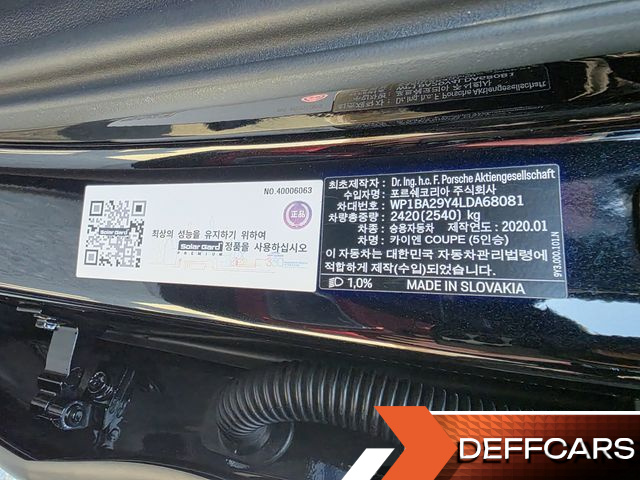 NO.40006063
正品
최상의 성능을 유지하기 위하여
Solar Gard 정품을 사용하십시오
PREMIUM
Solar Gard
최초제작자 : Dr. Ing. h.c. F. Porsche Aktiengesellschaft
수입자명 : 포르쉐코리아 주식회사
차대번호 : WP1BA29Y4LDA68081
차량총중량 : 2420(2540) kg
차종 : 승용자동차 제작연도 : 2020.01
차명 : 카이엔 COUPE (5인승)
이 자동차는 대한민국 자동차관리법령에
적합하게 제작(수입)되었습니다.
1,0% MADE IN SLOVAKIA
9Y3.000.101.N
DEFFCARS